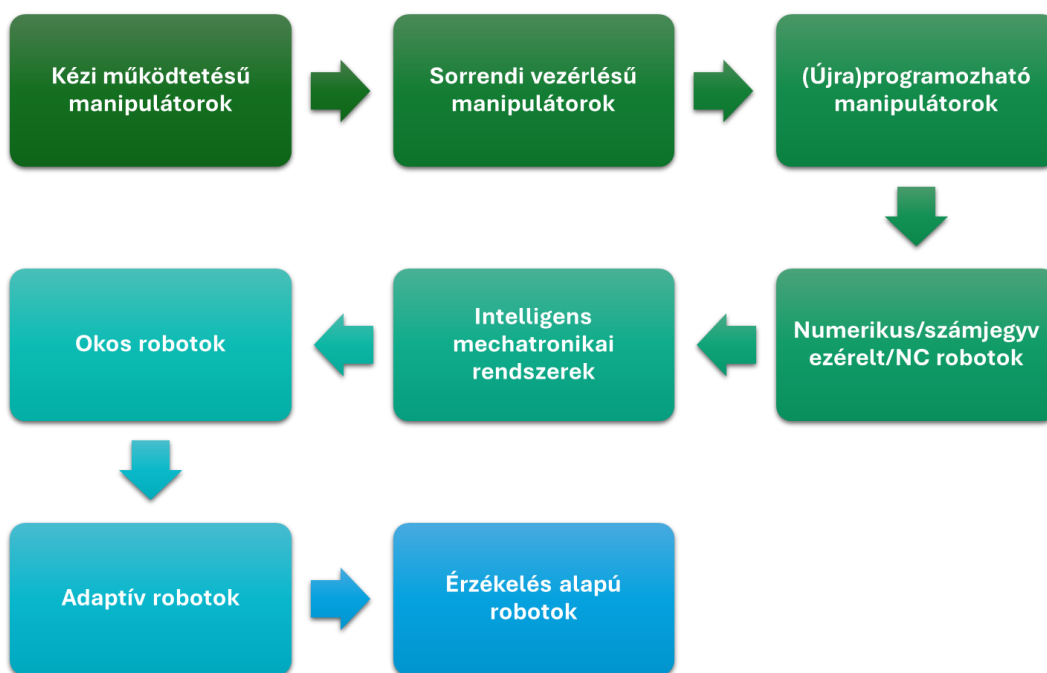 Kézi működtetésű
manipulátorok
Sorrendi vezérlésű
manipulátorok
(Újra)programozható
manipulátorok
Numerikus/számjegyv
ezérelt/NC robotok
Intelligens
mechatronikai
rendszerek
Okos robotok
Adaptív robotok
Érzékelés alapú
robotok